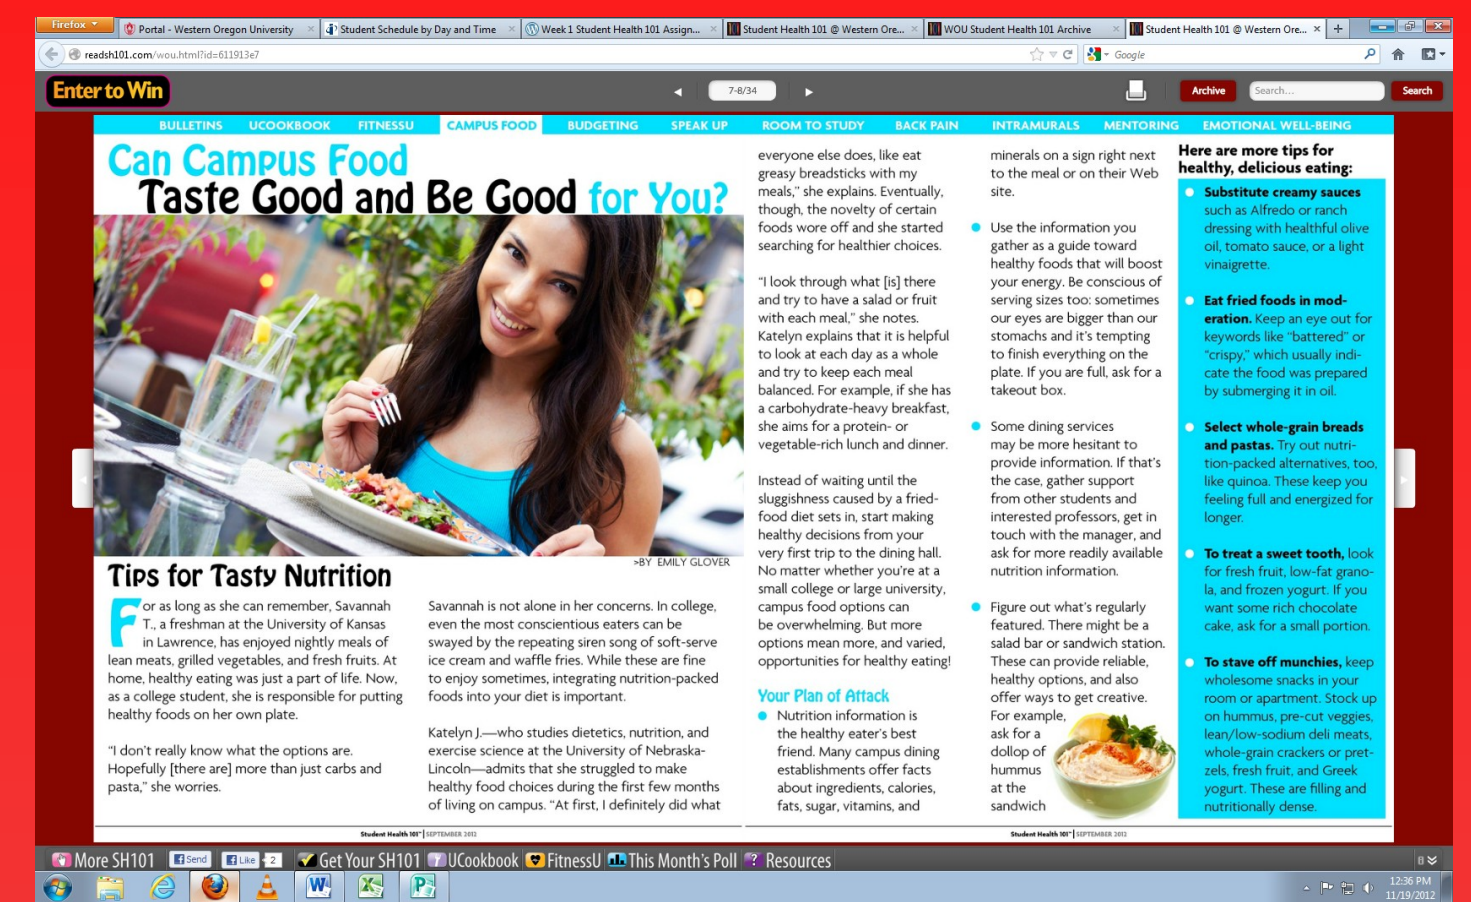 Firefox
Portal - Western Oregon University
Student Schedule by Day and Time
Week 1 Student Health 101 Assign...
Student Health 101 @ Western Ore...
WOU Student Health 101 Archive
Student Health 101 @ Western Ore...
readsh101.com/wou.html?id=611913e7
Google
Enter to Win
7-8/34
Archive
Search...
Search
BULLETINS UCOOKBOOK FITNESSU CAMPUS FOOD BUDGETING SPEAK UP ROOM TO STUDY BACK PAIN INTRAMURALS MENTORING EMOTIONAL WELL-BEING
Can Campus Food
Taste Good and Be Good for You?
>BY EMILY GLOVER
Tips for Tasty Nutrition
For as long as she can remember, Savannah
T., a freshman at the University of Kansas
in Lawrence, has enjoyed nightly meals of
lean meats, grilled vegetables, and fresh fruits. At
home, healthy eating was just a part of life. Now,
as a college student, she is responsible for putting
healthy foods on her own plate.
"I don't really know what the options are.
Hopefully [there are] more than just carbs and
pasta," she worries.
Savannah is not alone in her concerns. In college,
even the most conscientious eaters can be
swayed by the repeating siren song of soft-serve
ice cream and waffle fries. While these are fine
to enjoy sometimes, integrating nutrition-packed
foods into your diet is important.
Katelyn J.—who studies dietetics, nutrition, and
exercise science at the University of Nebraska-
Lincoln—admits that she struggled to make
healthy food choices during the first few months
of living on campus. "At first, I definitely did what
everyone else does, like eat
greasy breadsticks with my
meals," she explains. Eventually,
though, the novelty of certain
foods wore off and she started
searching for healthier choices.
"I look through what [is] there
and try to have a salad or fruit
with each meal," she notes.
Katelyn explains that it is helpful
to look at each day as a whole
and try to keep each meal
balanced. For example, if she has
a carbohydrate-heavy breakfast,
she aims for a protein- or
vegetable-rich lunch and dinner.
Instead of waiting until the
sluggishness caused by a fried-
food diet sets in, start making
healthy decisions from your
very first trip to the dining hall.
No matter whether you're at a
small college or large university,
campus food options can
be overwhelming. But more
options mean more, and varied,
opportunities for healthy eating!
Your Plan of Attack
Nutrition information is
the healthy eater's best
friend. Many campus dining
establishments offer facts
about ingredients, calories,
fats, sugar, vitamins, and
minerals on a sign right next
to the meal or on their Web
site.
Use the information you
gather as a guide toward
healthy foods that will boost
your energy. Be conscious of
serving sizes too: sometimes
our eyes are bigger than our
stomachs and it's tempting
to finish everything on the
plate. If you are full, ask for a
takeout box.
Some dining services
may be more hesitant to
provide information. If that's
the case, gather support
from other students and
interested professors, get in
touch with the manager, and
ask for more readily available
nutrition information.
Figure out what's regularly
featured. There might be a
salad bar or sandwich station.
These can provide reliable,
healthy options, and also
offer ways to get creative.
For example,
ask for a
dollop of
hummus
at the
sandwich
Here are more tips for
healthy, delicious eating:
Substitute creamy sauces
such as Alfredo or ranch
dressing with healthful olive
oil, tomato sauce, or a light
vinaigrette.
Eat fried foods in mod-
eration. Keep an eye out for
keywords like "battered" or
"crispy," which usually indi-
cate the food was prepared
by submerging it in oil.
Select whole-grain breads
and pastas. Try out nutri-
tion-packed alternatives, too,
like quinoa. These keep you
feeling full and energized for
longer.
To treat a sweet tooth, look
for fresh fruit, low-fat grano-
la, and frozen yogurt. If you
want some rich chocolate
cake, ask for a small portion.
To stave off munchies, keep
wholesome snacks in your
room or apartment. Stock up
on hummus, pre-cut veggies,
lean/low-sodium deli meats,
whole-grain crackers or pret-
zels, fresh fruit, and Greek
yogurt. These are filling and
nutritionally dense.
Student Health 101™ | SEPTEMBER 2012
Student Health 101™ | SEPTEMBER 2012
More SH101 Send Like 2 Get Your SH101 UCookbook FitnessU This Month's Poll Resources
12:36 PM
11/19/2012